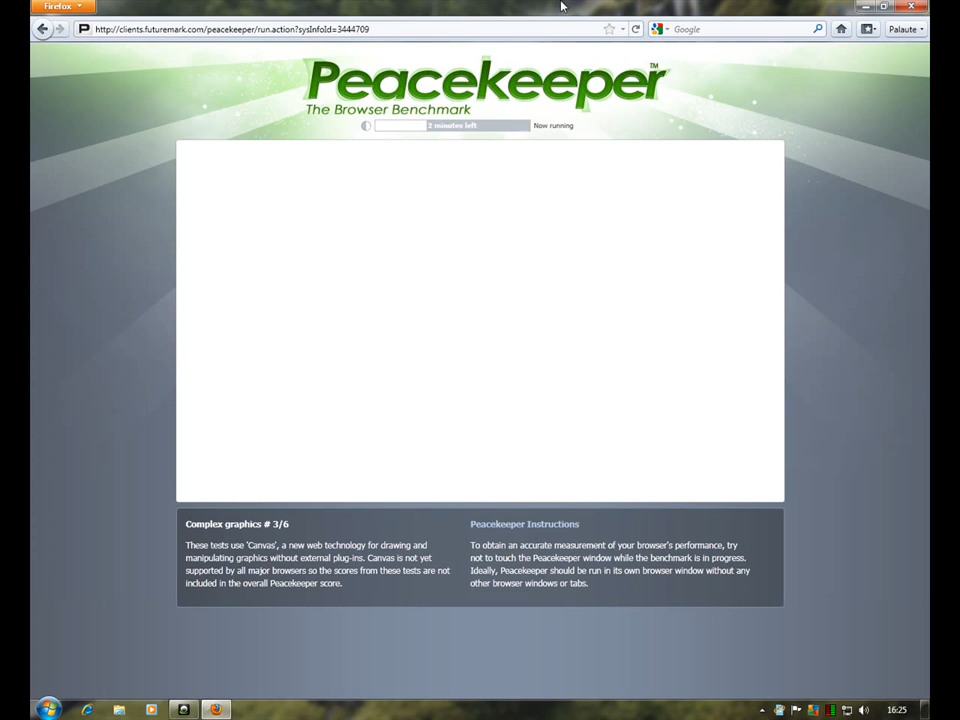 Firefox
http://clients.futuremark.com/peacekeeper/run.action?sysInfoId=3444709
Google
Palaute
Peacekeeper™
The Browser Benchmark
2 minutes left
Now running
Complex graphics # 3/6
These tests use 'Canvas', a new web technology for drawing and
manipulating graphics without external plug-ins. Canvas is not yet
supported by all major browsers so the scores from these tests are not
included in the overall Peacekeeper score.
Peacekeeper Instructions
To obtain an accurate measurement of your browser's performance, try
not to touch the Peacekeeper window while the benchmark is in progress.
Ideally, Peacekeeper should be run in its own browser window without any
other browser windows or tabs.
16:25